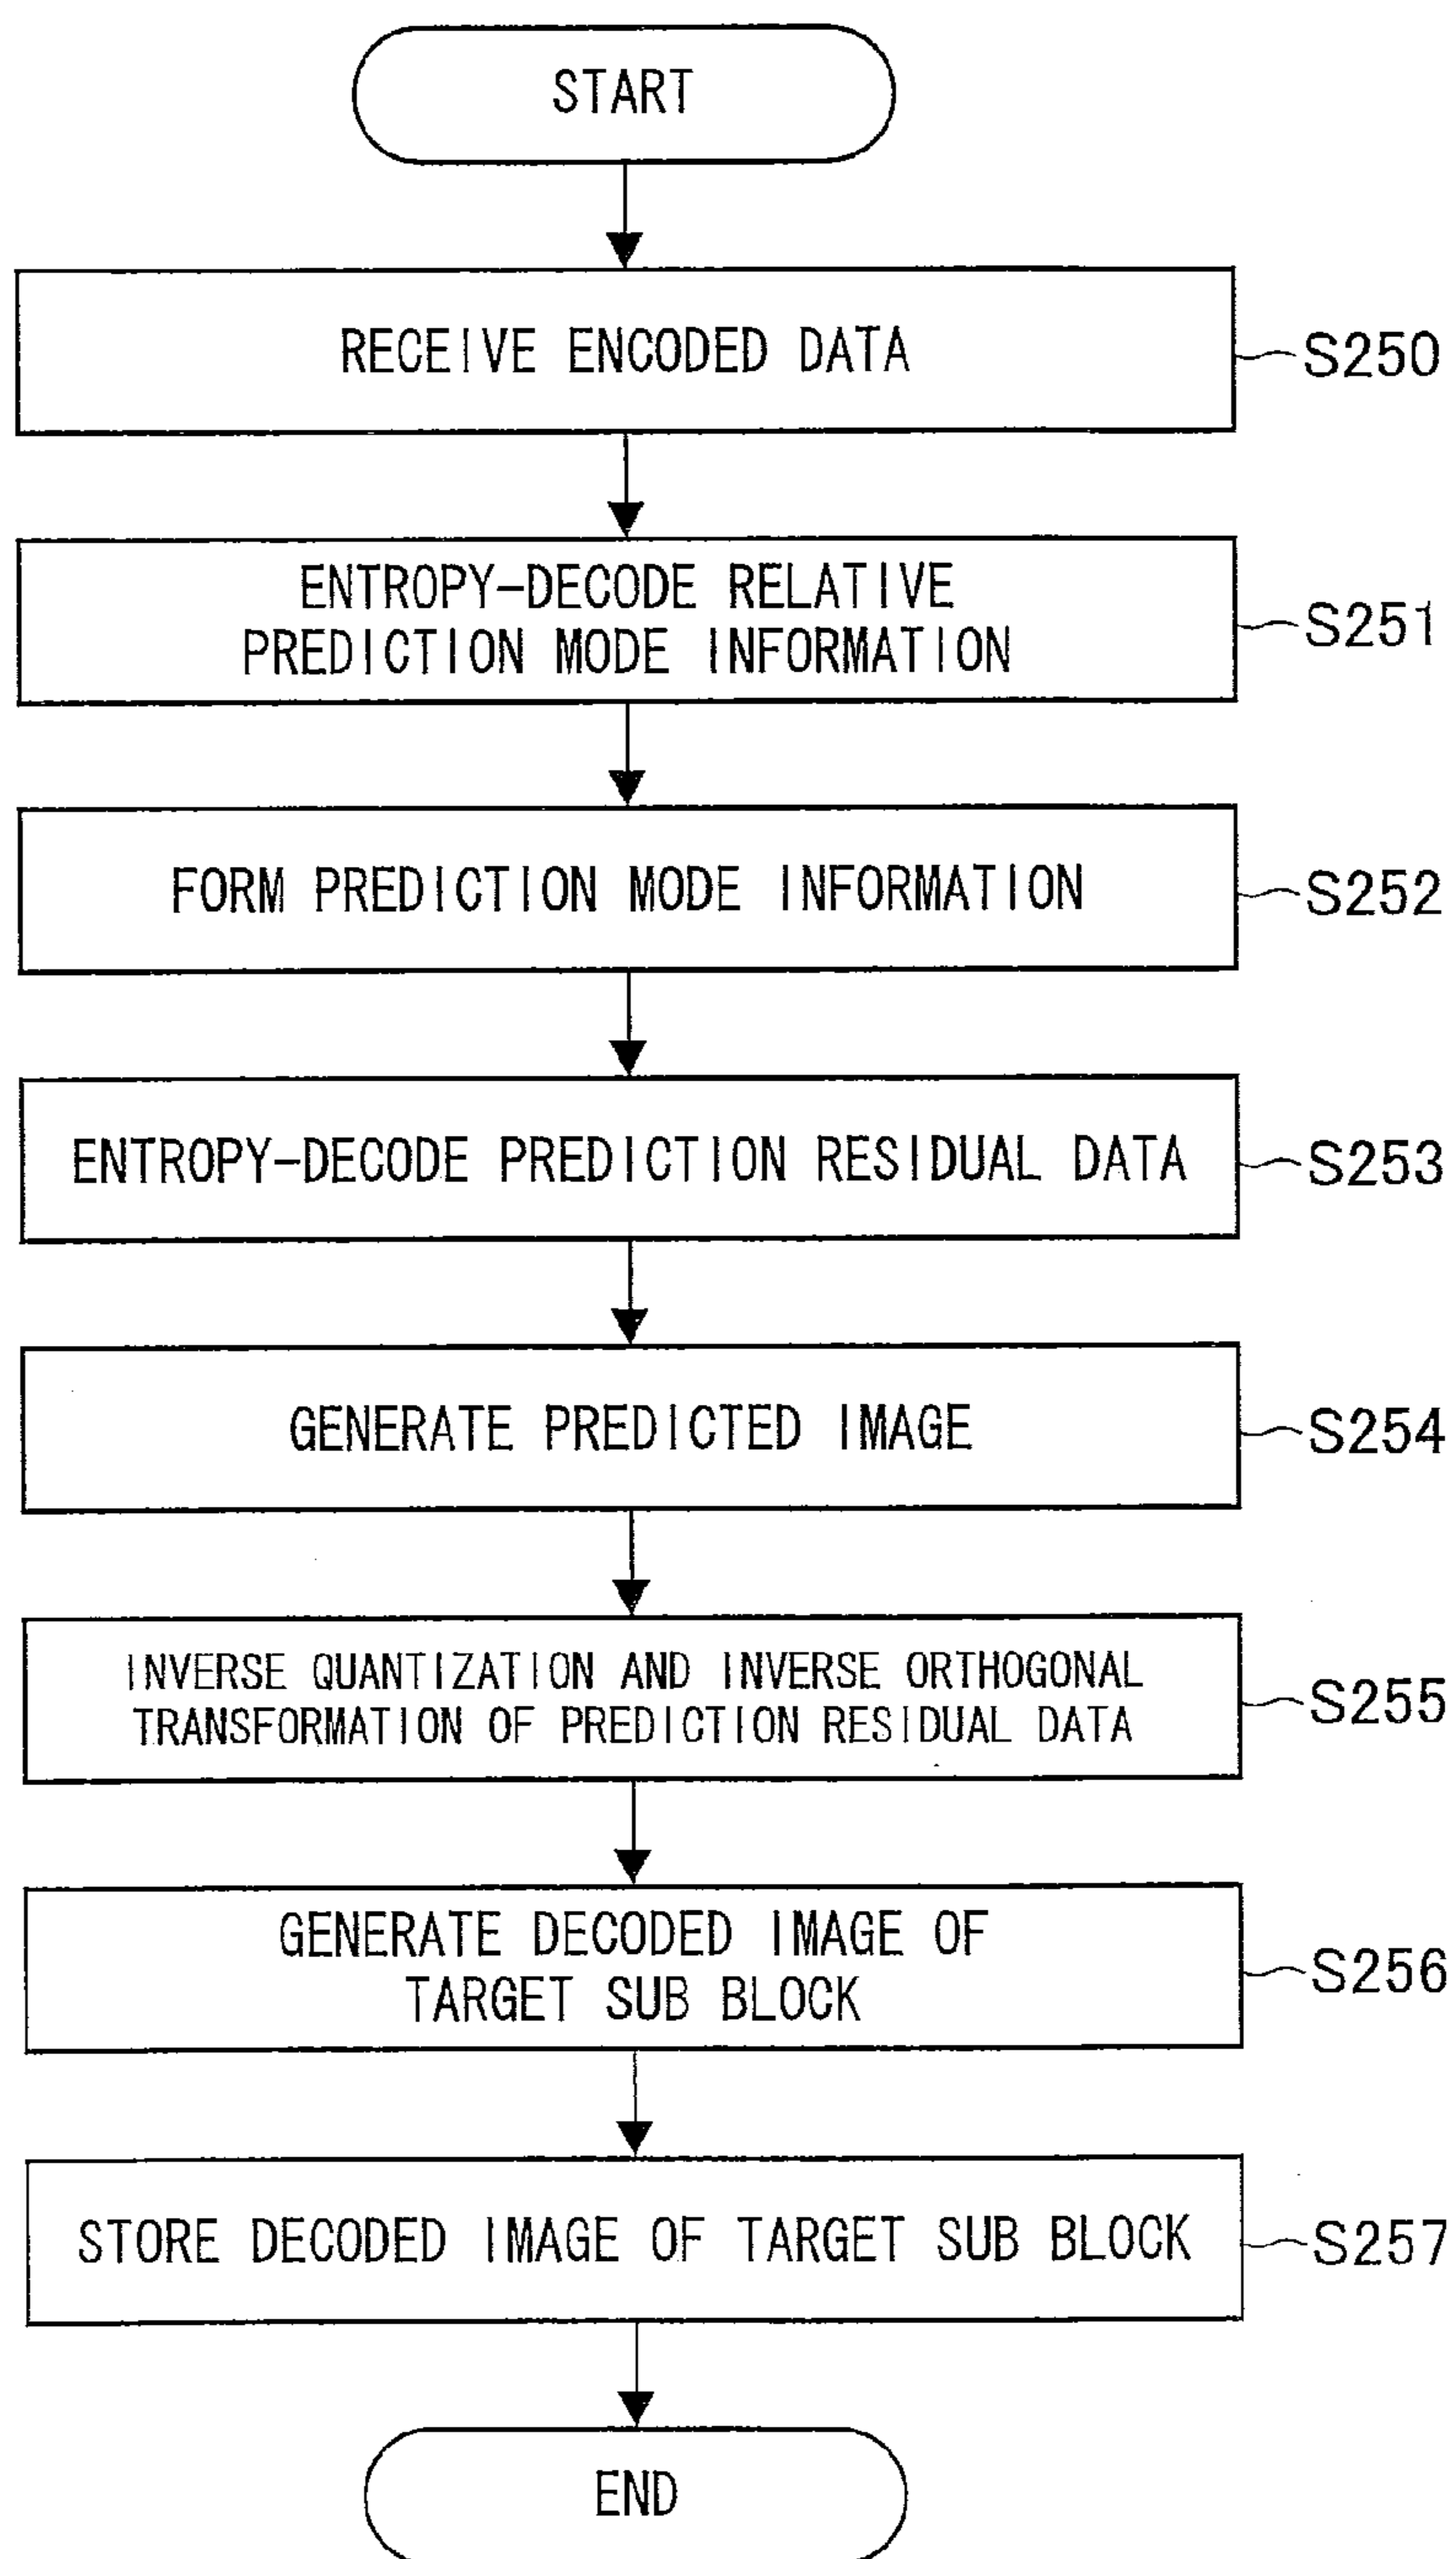 START
RECEIVE ENCODED DATA
S250
ENTROPY-DECODE RELATIVE
PREDICTION MODE INFORMATION
S251
FORM PREDICTION MODE INFORMATION
S252
ENTROPY-DECODE PREDICTION RESIDUAL DATA
S253
GENERATE PREDICTED IMAGE
S254
INVERSE QUANTIZATION AND INVERSE ORTHOGONAL
TRANSFORMATION OF PREDICTION RESIDUAL DATA
S255
GENERATE DECODED IMAGE OF
TARGET SUB BLOCK
S256
STORE DECODED IMAGE OF TARGET SUB BLOCK
S257
END